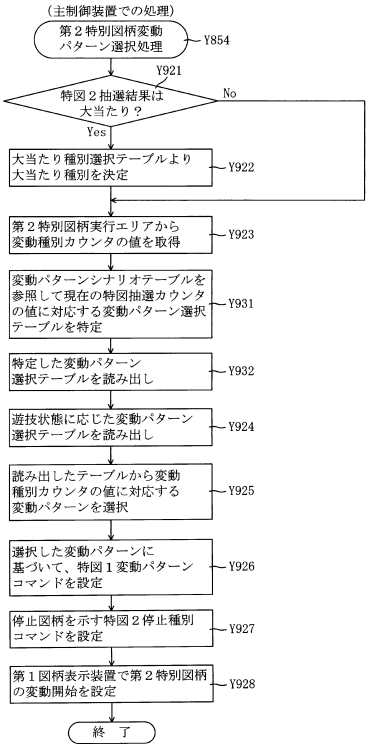 (主制御装置での処理)
第2特別図柄変動
パターン選択処理
Y854
Y921
特図2抽選結果は
大当たり?
No
Yes
大当たり種別選択テーブルより
大当たり種別を決定
Y922
第2特別図柄実行エリアから
変動種別カウンタの値を取得
Y923
変動パターンシナリオテーブルを
参照して現在の特図抽選カウンタ
の値に対応する変動パターン選択
テーブルを特定
Y931
特定した変動パターン
選択テーブルを読み出し
Y932
遊技状態に応じた変動パターン
選択テーブルを読み出し
Y924
読み出したテーブルから変動
種別カウンタの値に対応する
変動パターンを選択
Y925
選択した変動パターンに
基づいて、特図1変動パターン
コマンドを設定
Y926
停止図柄を示す特図2停止種別
コマンドを設定
Y927
第1図柄表示装置で第2特別図柄
の変動開始を設定
Y928
終 了